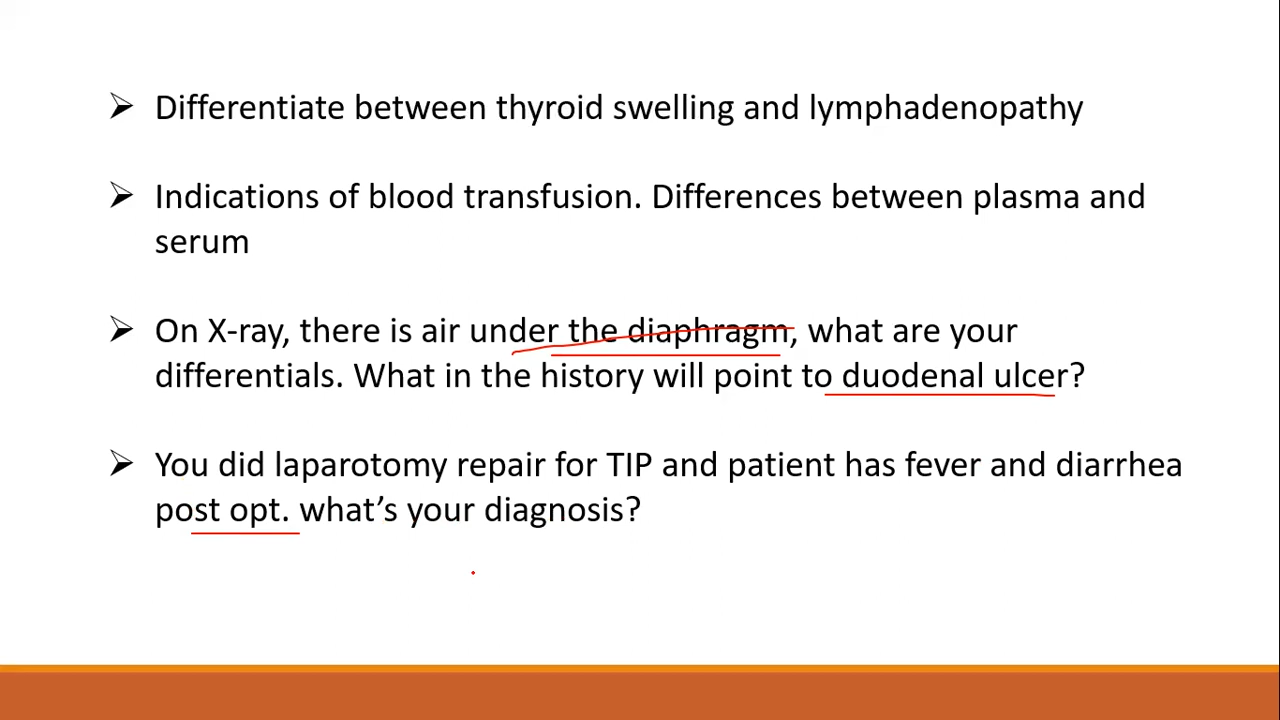 ➢ Differentiate between thyroid swelling and lymphadenopathy
➢ Indications of blood transfusion. Differences between plasma and
serum
➢ On X-ray, there is air under the diaphragm, what are your
differentials. What in the history will point to duodenal ulcer?
➢ You did laparotomy repair for TIP and patient has fever and diarrhea
post opt. what's your diagnosis?